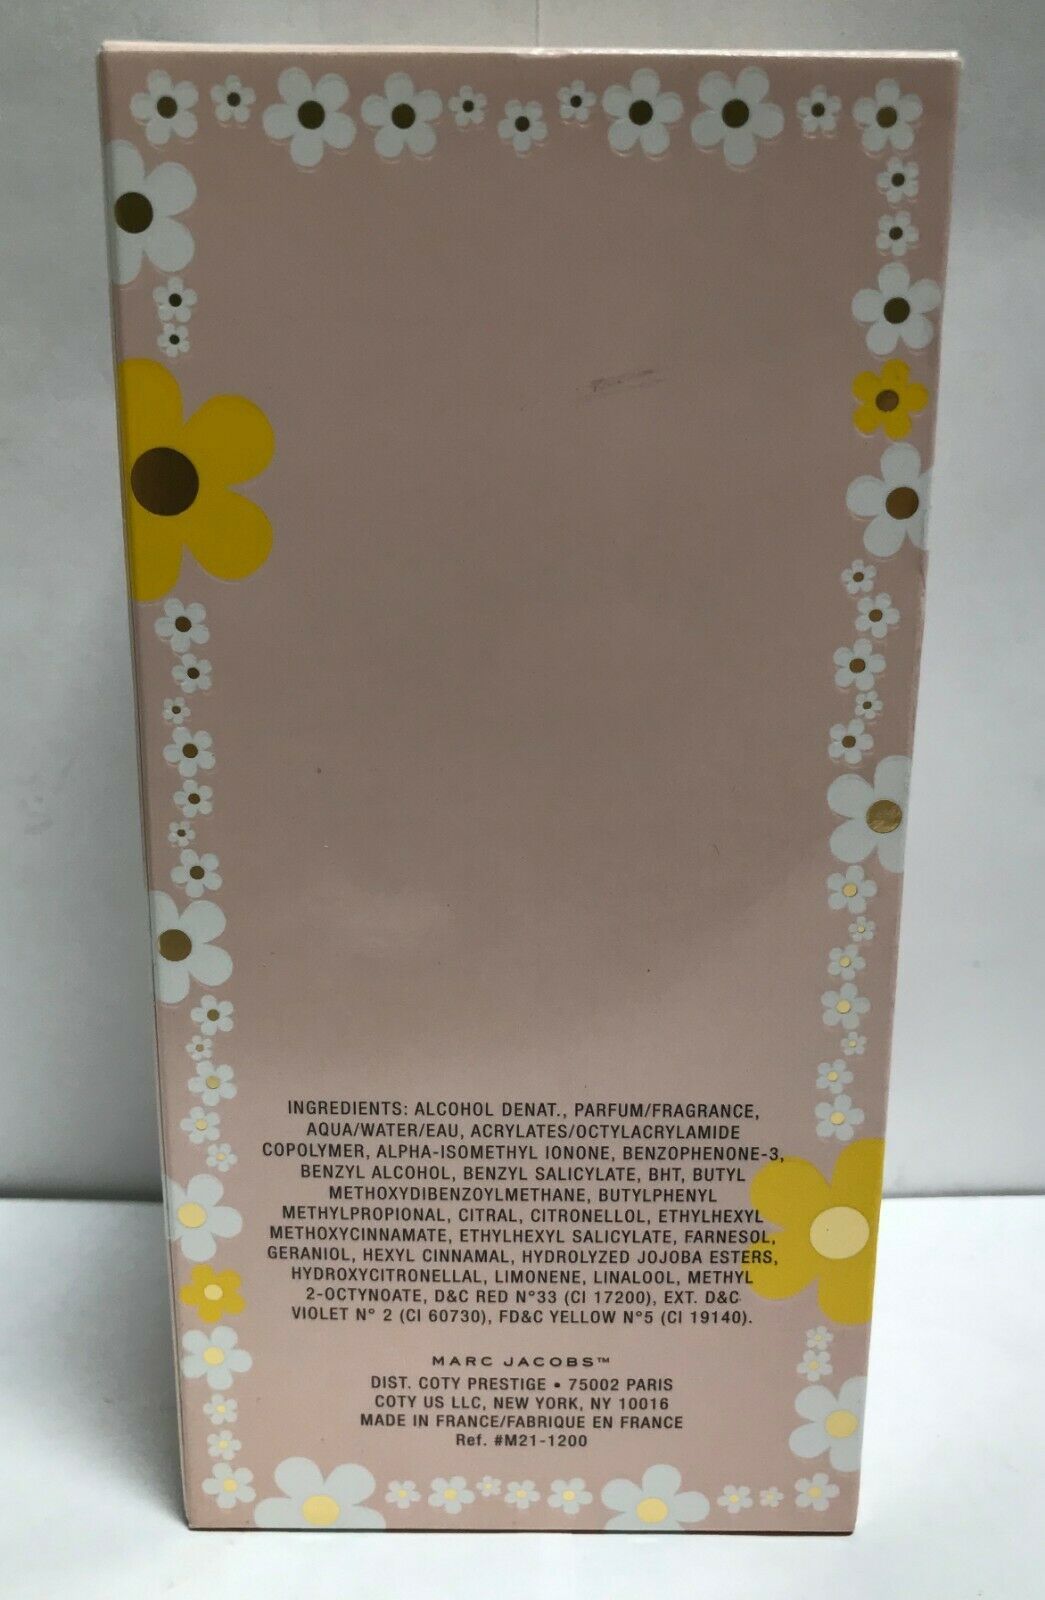 INGREDIENTS: ALCOHOL DENAT., PARFUM/FRAGRANCE,
AQUA/WATER/EAU, ACRYLATES/OCTYLACRYLAMIDE
COPOLYMER, ALPHA-ISOMETHYL IONONE, BENZOPHENONE-3,
BENZYL ALCOHOL, BENZYL SALICYLATE, BHT, BUTYL
METHOXYDIBENZOYLMETHANE, BUTYLPHENYL
METHYLPROPIONAL, CITRAL, CITRONELLOL, ETHYLHEXYL
METHOXYCINNAMATE, ETHYLHEXYL SALICYLATE, FARNESOL,
GERANIOL, HEXYL CINNAMAL, HYDROLYZED JOJOBA ESTERS,
HYDROXYCITRONELLAL, LIMONENE, LINALOOL, METHYL
2-OCTYNOATE, D&C RED N°33 (CI 17200), EXT. D&C
VIOLET N° 2 (CI 60730), FD&C YELLOW N°5 (CI 19140).
MARC JACOBS™
DIST. COTY PRESTIGE • 75002 PARIS
COTY US LLC, NEW YORK, NY 10016
MADE IN FRANCE/FABRIQUE EN FRANCE
Ref. #M21-1200